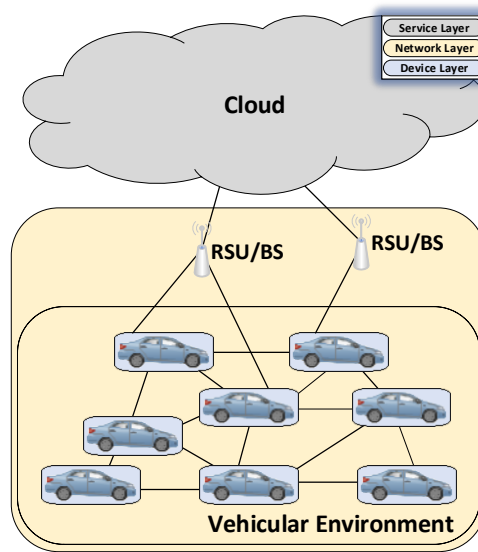 Service Layer
Network Layer
Device Layer
Cloud
RSU/BS
RSU/BS
Vehicular Environment